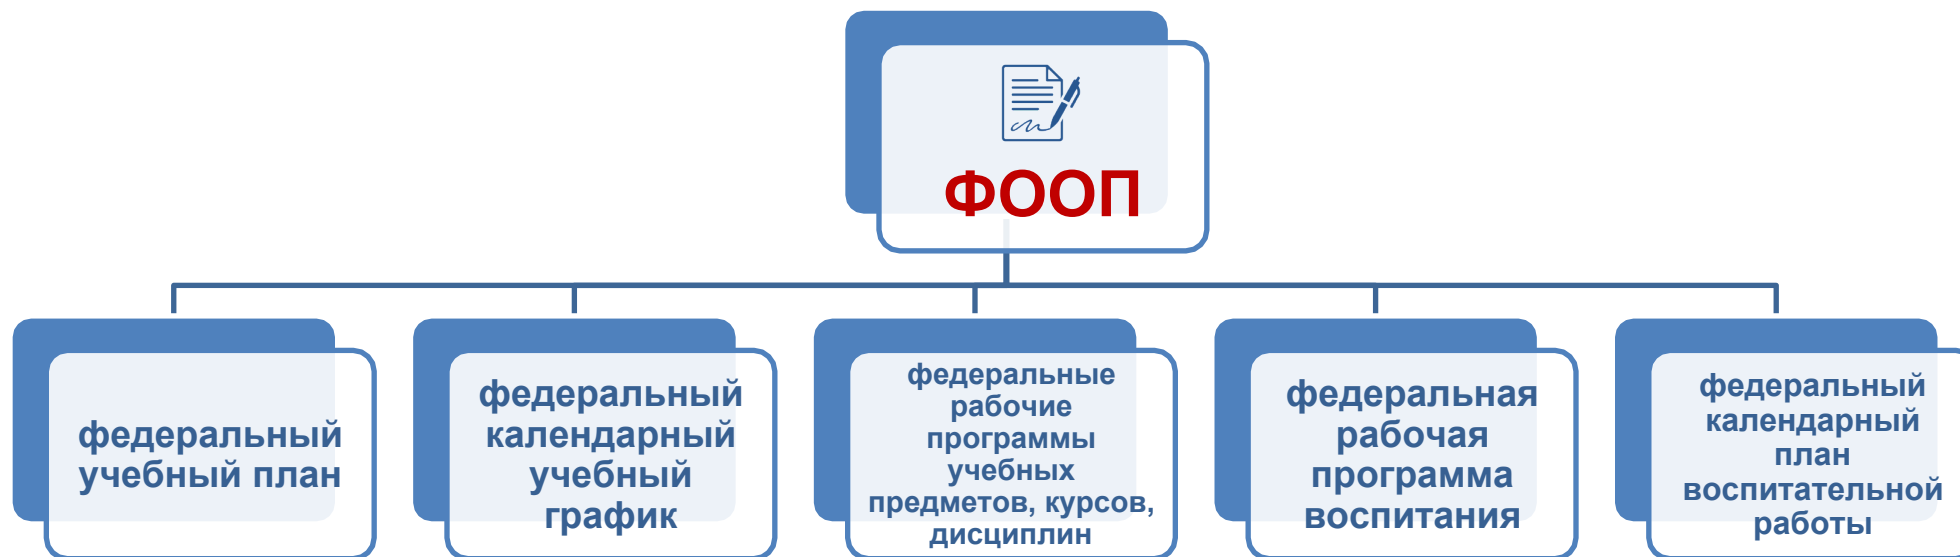 ФООП
федеральный
учебный план
федеральный
календарный
учебный
график
федеральные
рабочие
программы
учебных
предметов, курсов,
дисциплин
федеральная
рабочая
программа
воспитания
федеральный
календарный
план
воспитательной
работы